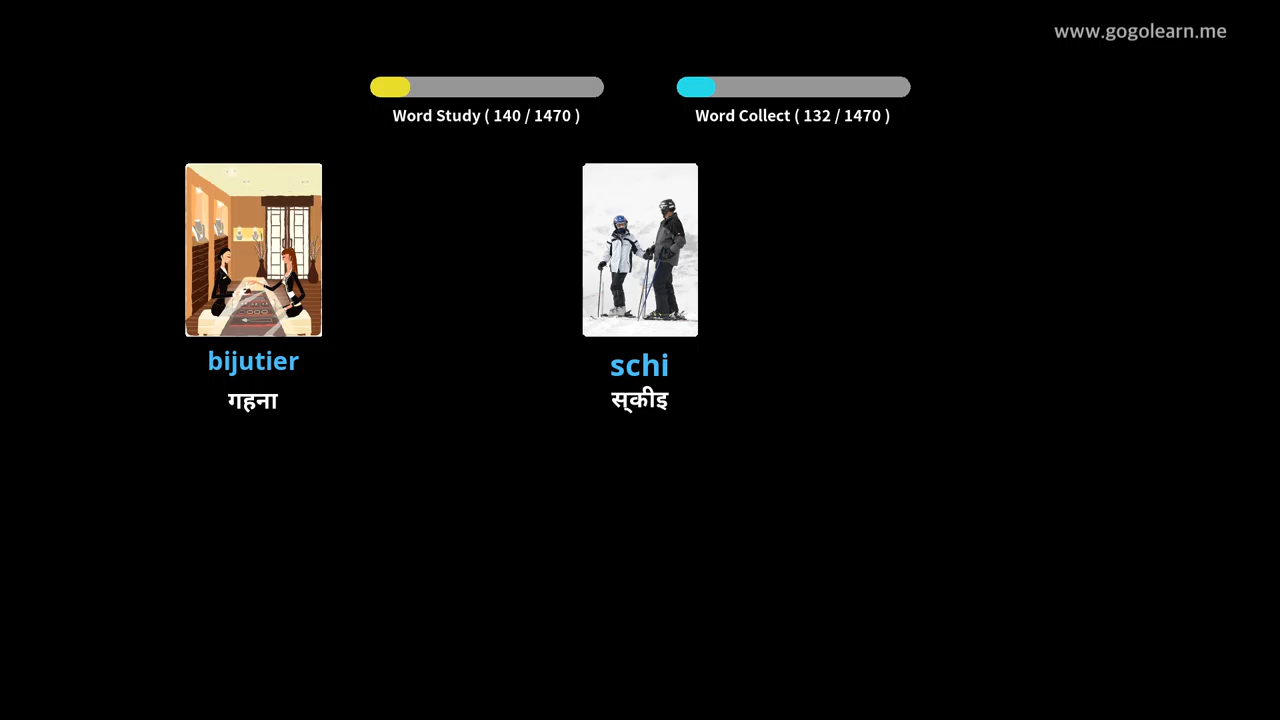 www.gogolearn.me
Word Study ( 140 / 1470 )
Word Collect ( 132 / 1470 )
bijutier
गहना
schi
स्कीइ